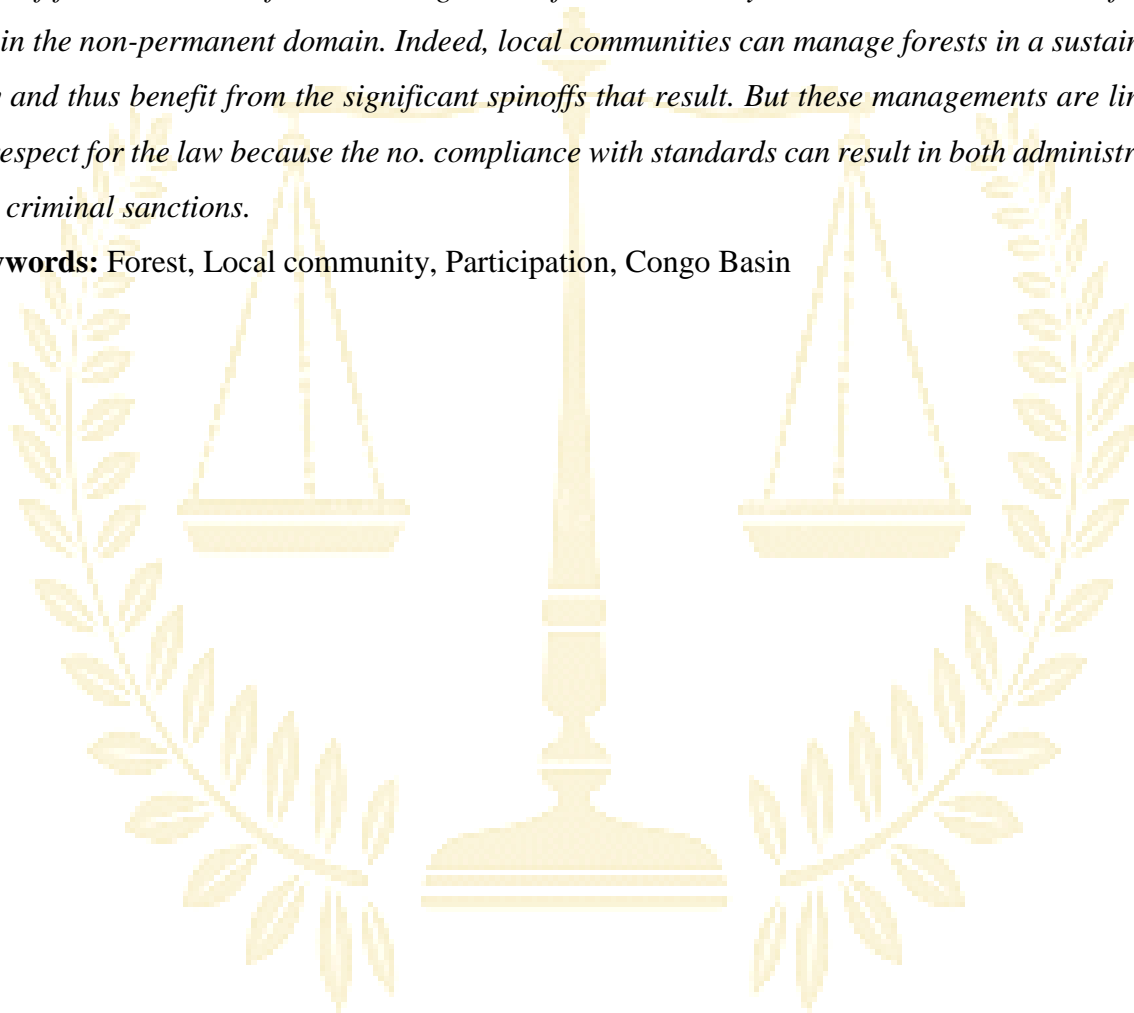 in the non-permanent domain. Indeed, local communities can manage forests in a sustain
and thus benefit from the significant spinoffs that result. But these managements are lin
respect for the law because the no. compliance with standards can result in both administr
criminal sanctions.
words: Forest, Local community, Participation, Congo Basin